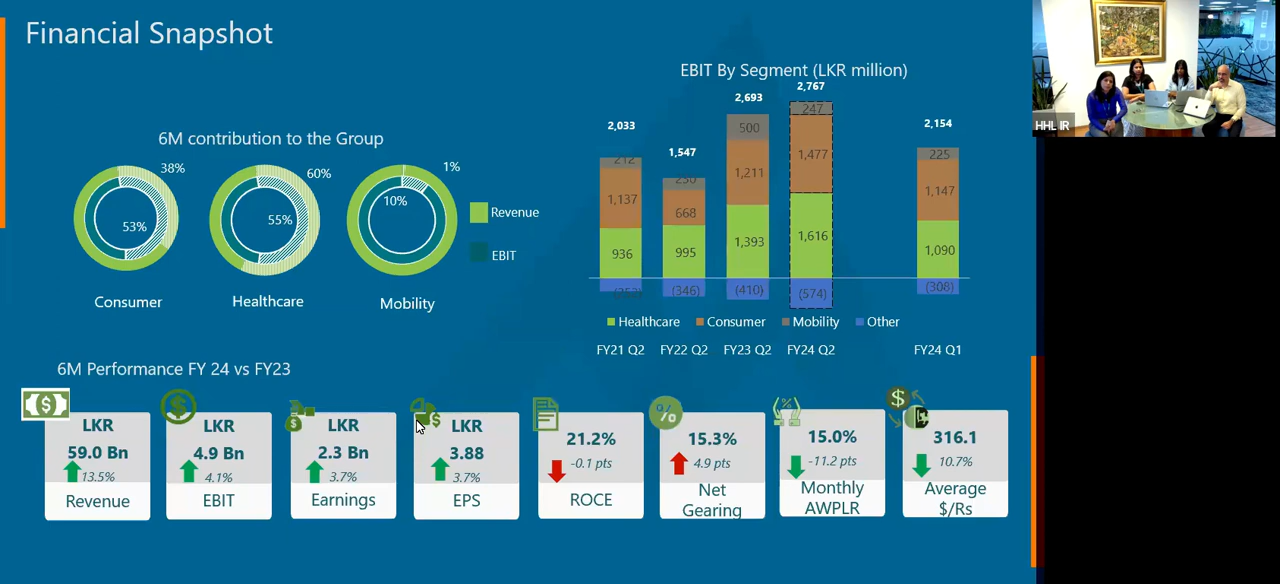 Financial Snapshot
HHL IR
6M contribution to the Group
38%
53%
Consumer
60%
55%
Healthcare
1%
10%
Mobility
Revenue
EBIT
EBIT By Segment (LKR million)
2,033
1,547
2,693
2,767
2,154
212
250
500
247
225
1,137
668
1,211
1,477
1,147
936
995
1,393
1,616
1,090
(346)
(410)
(574)
(308)
Healthcare Consumer Mobility Other
FY21 Q2 FY22 Q2 FY23 Q2 FY24 Q2 FY24 Q1
6M Performance FY 24 vs FY23
LKR
59.0 Bn
13.5%
Revenue
LKR
4.9 Bn
4.1%
EBIT
LKR
2.3 Bn
3.7%
Earnings
LKR
3.88
3.7%
EPS
21.2%
-0.1 pts
ROCE
15.3%
4.9 pts
Net
Gearing
15.0%
-11.2 pts
Monthly
AWPLR
316.1
10.7%
Average
$/Rs